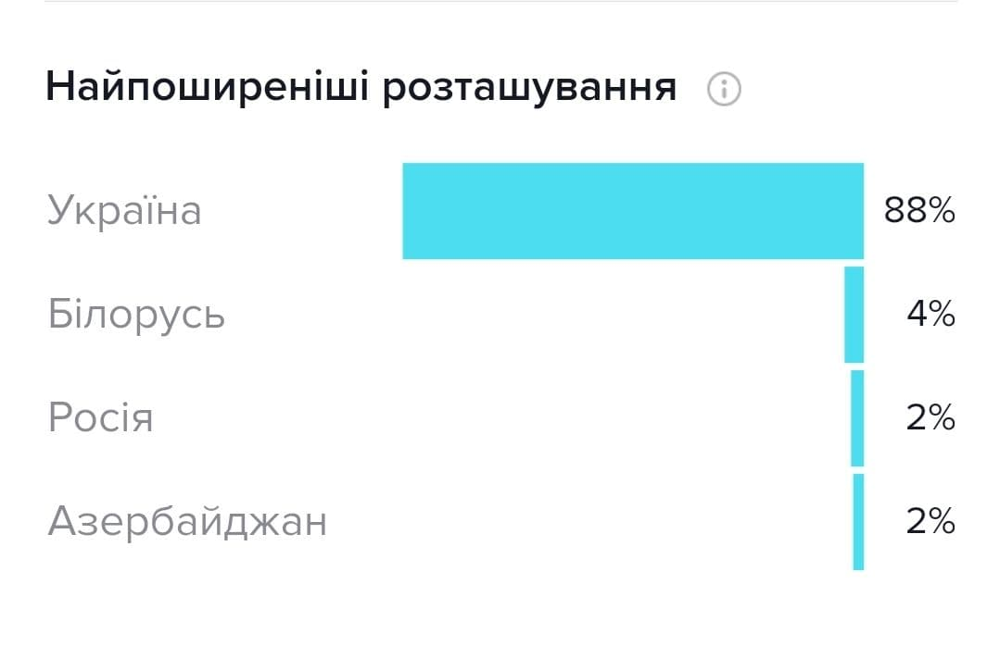 Найпоширеніші розташування
Україна 88%
Білорусь 4%
Росія 2%
Азербайджан 2%